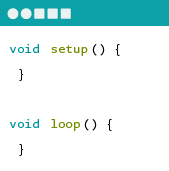 void setup() {
}
void loop() {
}